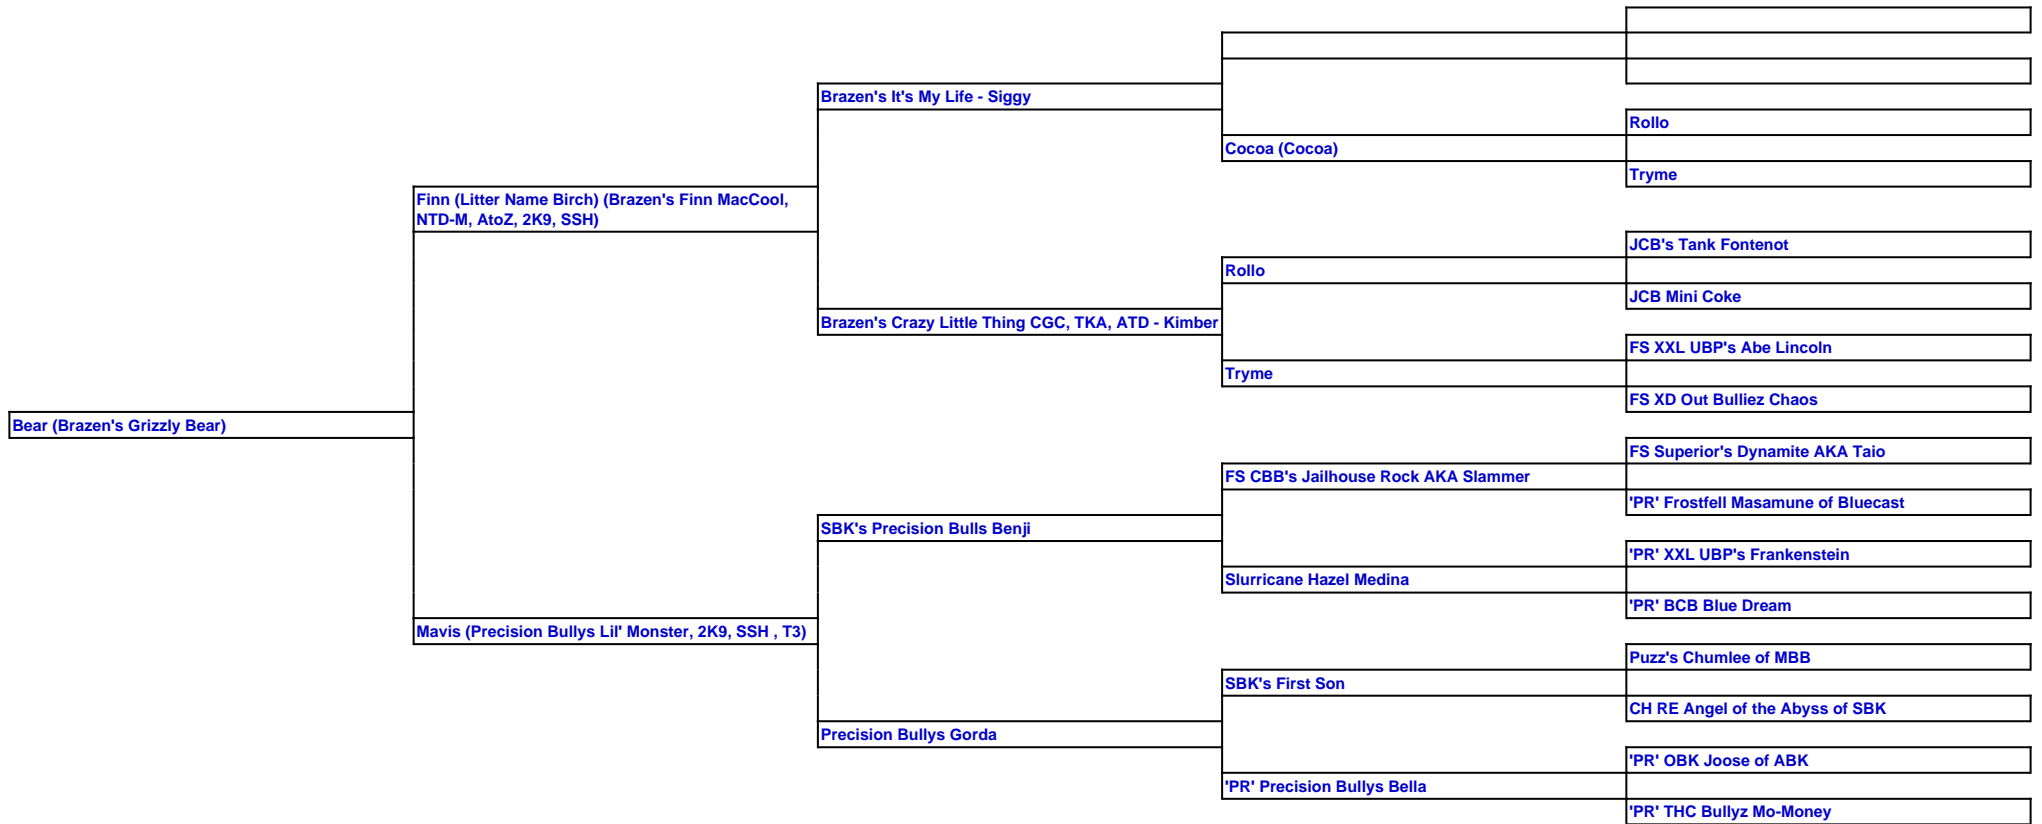 Brazen's It's My Life - Siggy
Rollo
Cocoa (Cocoa)
Tryme
Finn (Litter Name Birch) (Brazen's Finn MacCool,
NTD-M, AtoZ, 2K9, SSH)
JCB's Tank Fontenot
Rollo
JCB Mini Coke
Brazen's Crazy Little Thing CGC, TKA, ATD - Kimber
FS XXL UBP's Abe Lincoln
Tryme
FS XD Out Bulliez Chaos
Bear (Brazen's Grizzly Bear)
FS Superior's Dynamite AKA Taio
FS CBB's Jailhouse Rock AKA Slammer
'PR' Frostfell Masamune of Bluecast
SBK's Precision Bulls Benji
'PR' XXL UBP's Frankenstein
Slurricane Hazel Medina
'PR' BCB Blue Dream
Mavis (Precision Bullys Lil' Monster, 2K9, SSH , T3)
Puzz's Chumlee of MBB
SBK's First Son
CH RE Angel of the Abyss of SBK
Precision Bullys Gorda
'PR' OBK Joose of ABK
'PR' Precision Bullys Bella
'PR' THC Bullyz Mo-Money